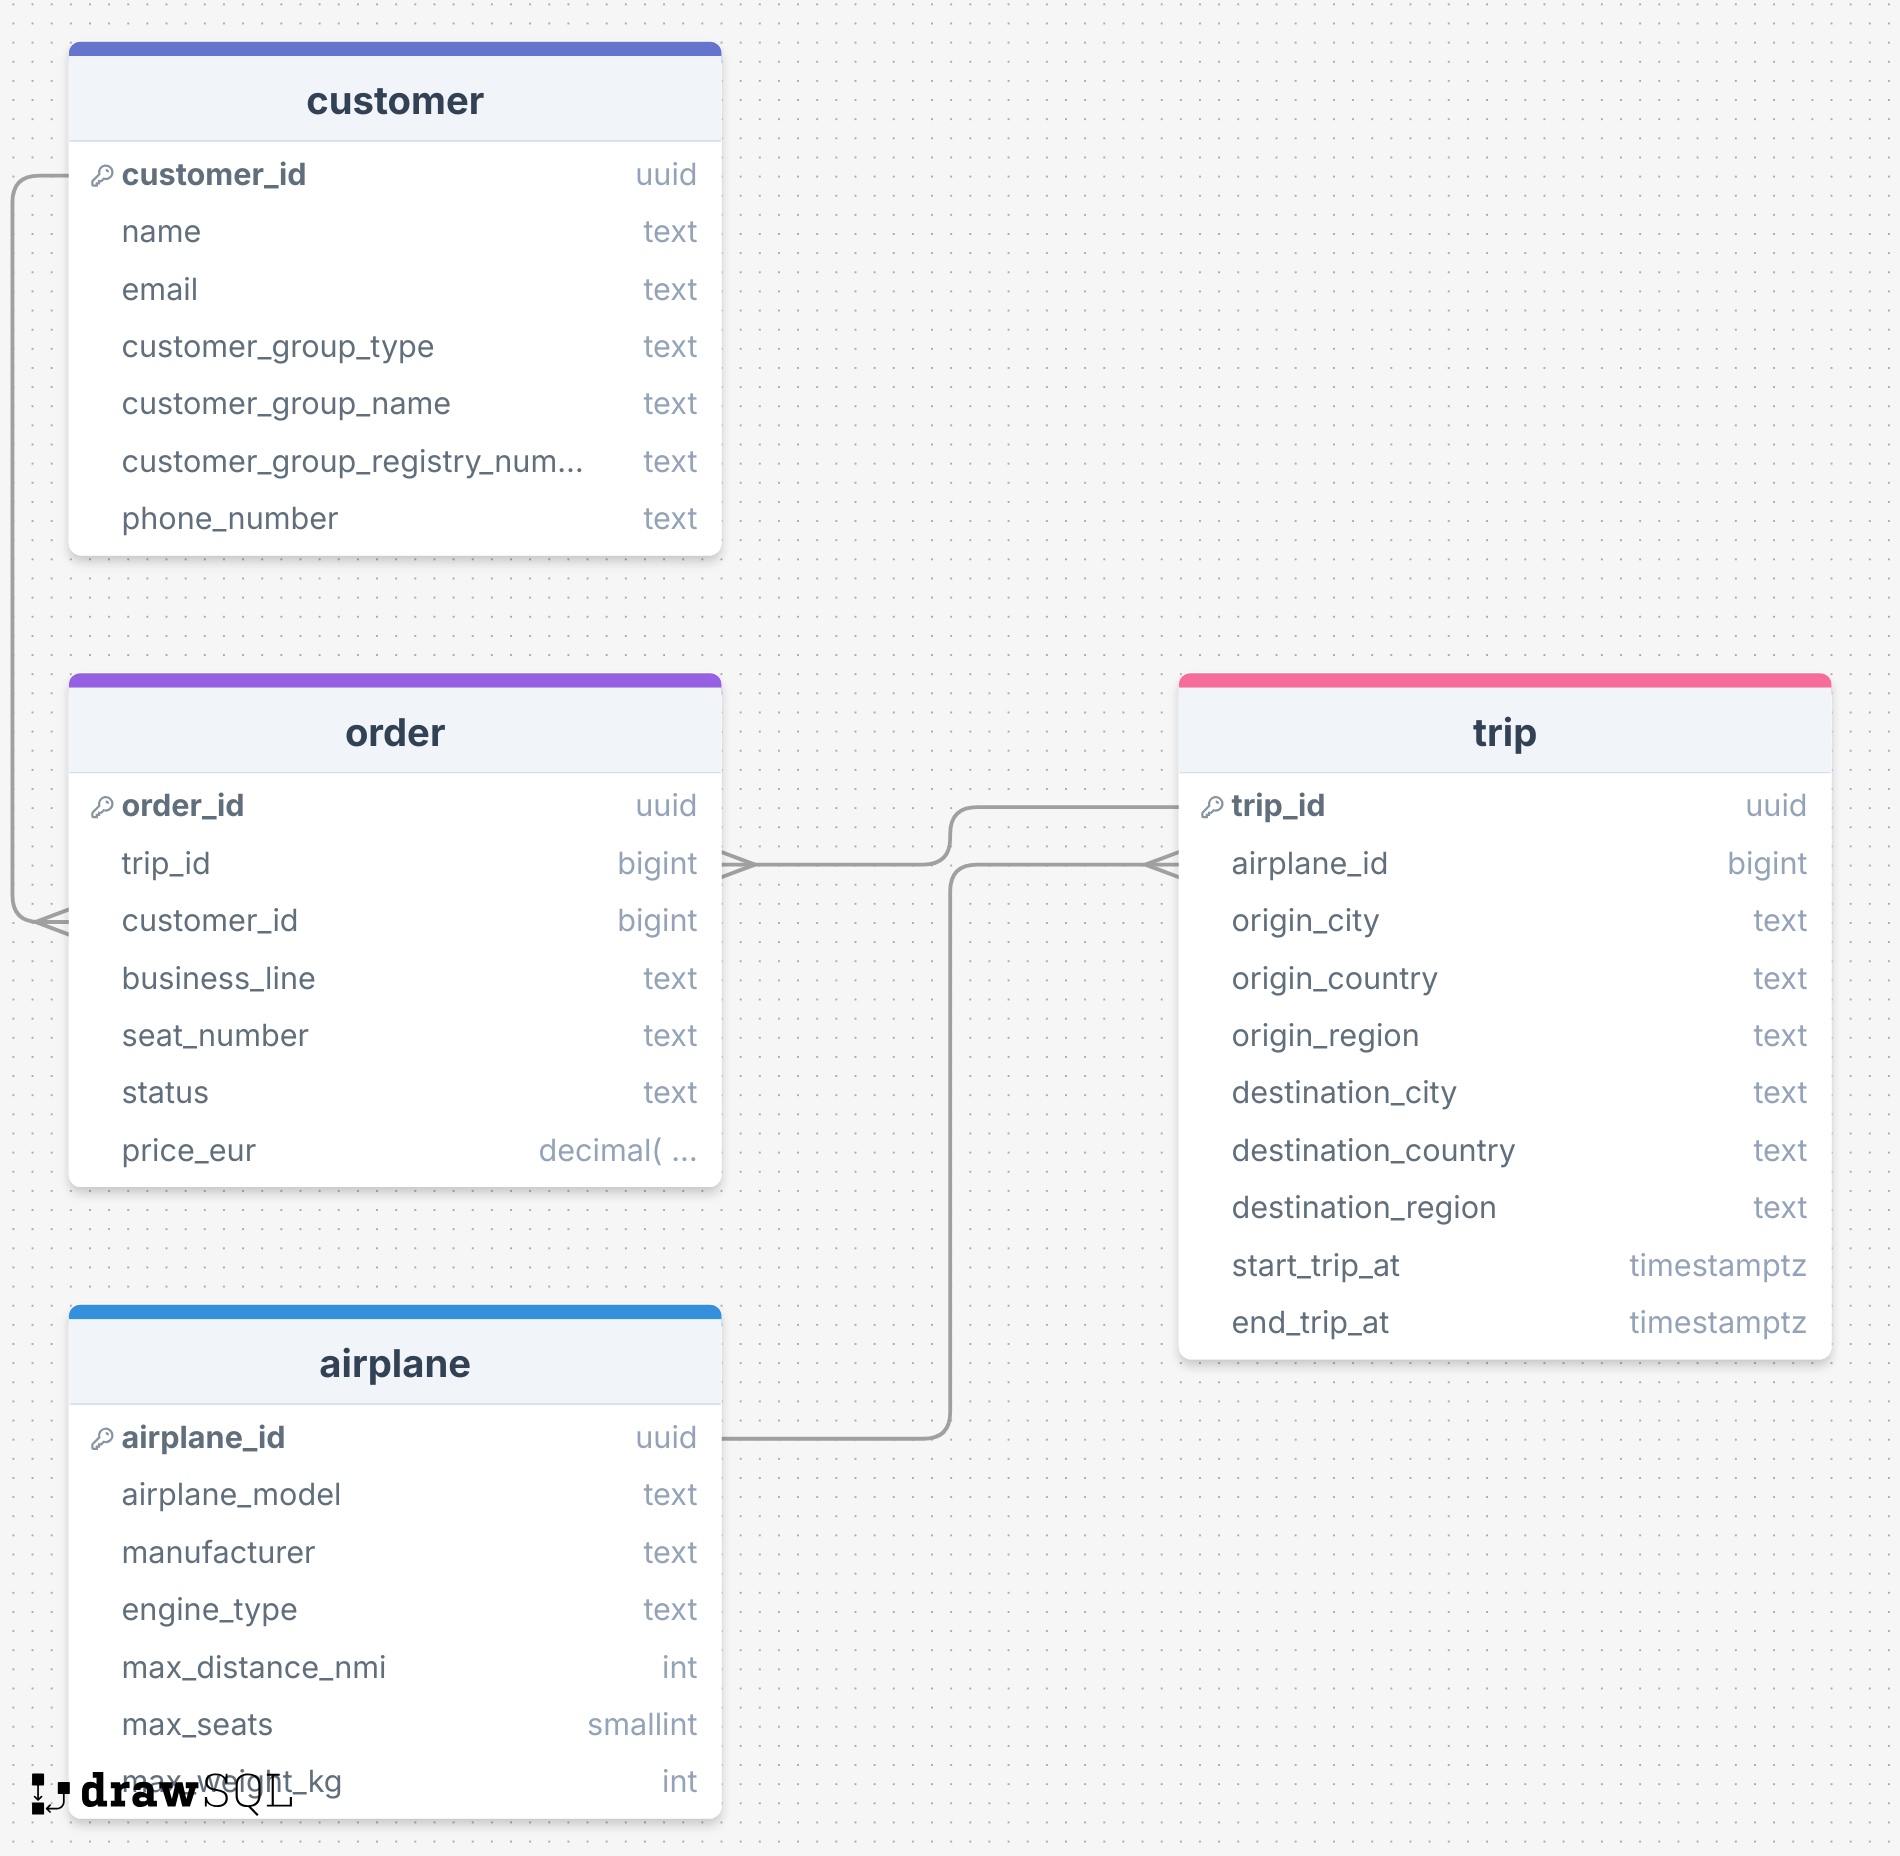 customer
customer_id uuid
name text
email text
customer_group_type text
customer_group_name text
customer_group_registry_num... text
phone_number text
order
order_id uuid
trip_id bigint
customer_id bigint
business_line text
seat_number text
status text
price_eur decimal( ...
trip
trip_id uuid
airplane_id bigint
origin_city text
origin_country text
origin_region text
destination_city text
destination_country text
destination_region text
start_trip_at timestamptz
end_trip_at timestamptz
airplane
airplane_id uuid
airplane_model text
manufacturer text
engine_type text
max_distance_nmi int
max_seats smallint
max_weight_kg int
drawSQL